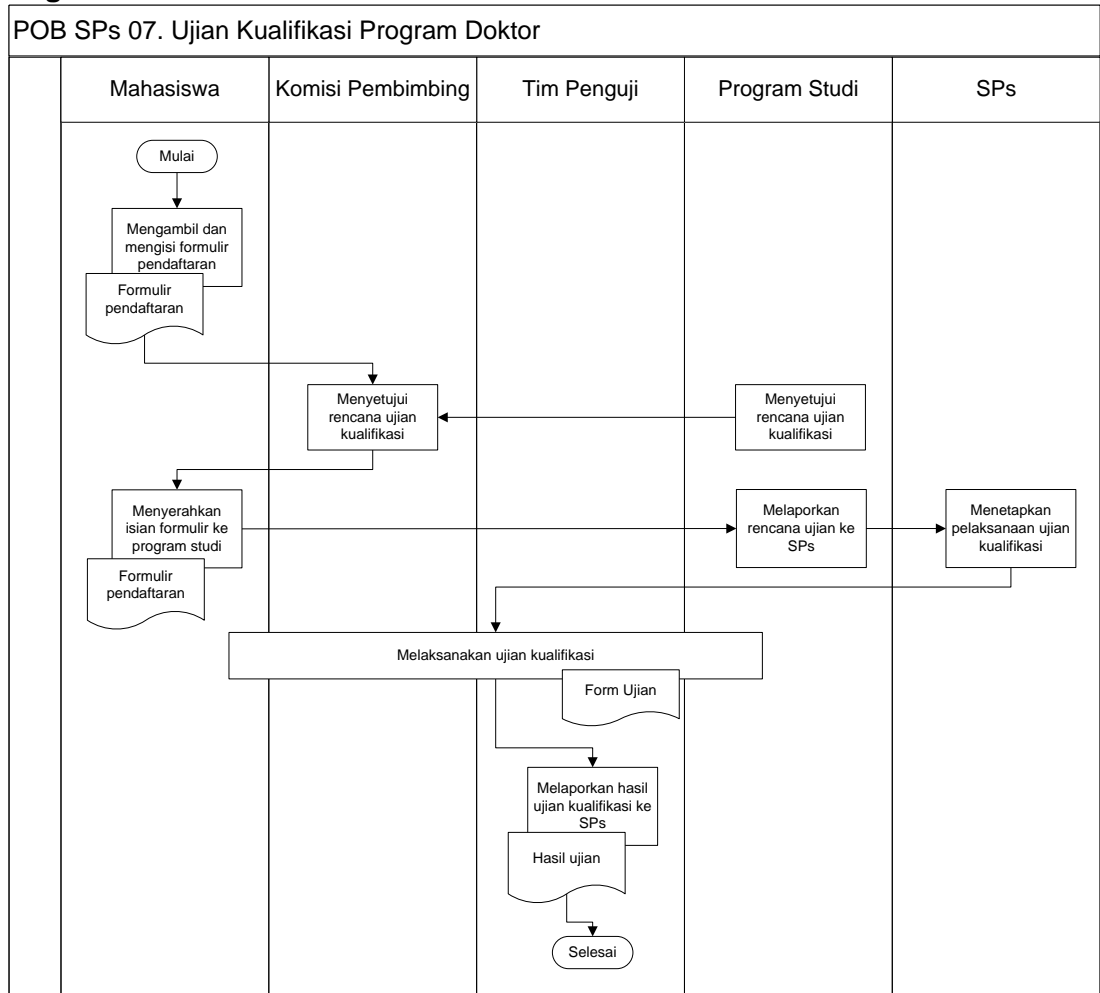 POB SPs 07. Ujian Kualifikasi Program Doktor
Mahasiswa
Komisi Pembimbing
Tim Penguji
Program Studi
SPs
Mulai
Mengambil dan
mengisi formulir
pendaftaran
Formulir
pendaftaran
Menyetujui
rencana ujian
kualifikasi
Menyetujui
rencana ujian
kualifikasi
Menyerahkan
isian formulir ke
program studi
Formulir
pendaftaran
Melaporkan
rencana ujian ke
SPs
Menetapkan
pelaksanaan ujian
kualifikasi
Melaksanakan ujian kualifikasi
Form Ujian
Melaporkan hasil
ujian kualifikasi ke
SPs
Hasil ujian
Selesai